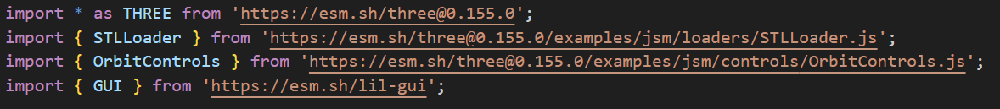 import * as THREE from 'https://esm.sh/three@0.155.0';
import { STLLoader } from 'https://esm.sh/three@0.155.0/examples/jsm/loaders/STLLoader.js';
import { OrbitControls } from 'https://esm.sh/three@0.155.0/examples/jsm/controls/OrbitControls.js';
import { GUI } from 'https://esm.sh/lil-gui';